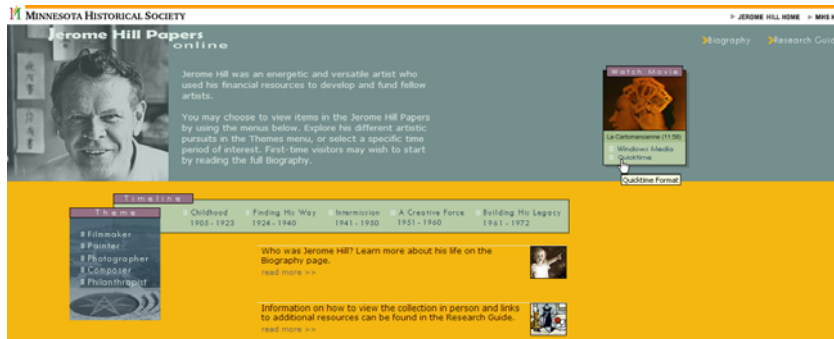 MINNESOTA HISTORICAL SOCIETY
JEROME HILL HOME
MHS H
Jerome Hill Papers
online
Biography
Research Guid
Jerome Hill was an energetic and versatile artist who
used his financial resources to develop and fund fellow
artists.
You may choose to view items in the Jerome Hill Papers
by using the menus below. Explore his different artistic
pursuits in the Themes menu, or select a specific time
period of interest. First-time visitors may wish to start
by reading the full Biography.
Watch Movie
La Cartomancienne (11:58)
Windows Media
Quicktime
Quicktime Format
Timeline
Childhood
1905 - 1923
Finding His Way
1924 - 1940
Intermission
1941 - 1950
A Creative Force
1951 - 1960
Building His Legacy
1961 - 1972
Theme
Filmmaker
Painter
Photographer
Composer
Philanthropist
Who was Jerome Hill? Learn more about his life on the
Biography page.
read more >>
Information on how to view the collection in person and links
to additional resources can be found in the Research Guide.
read more >>